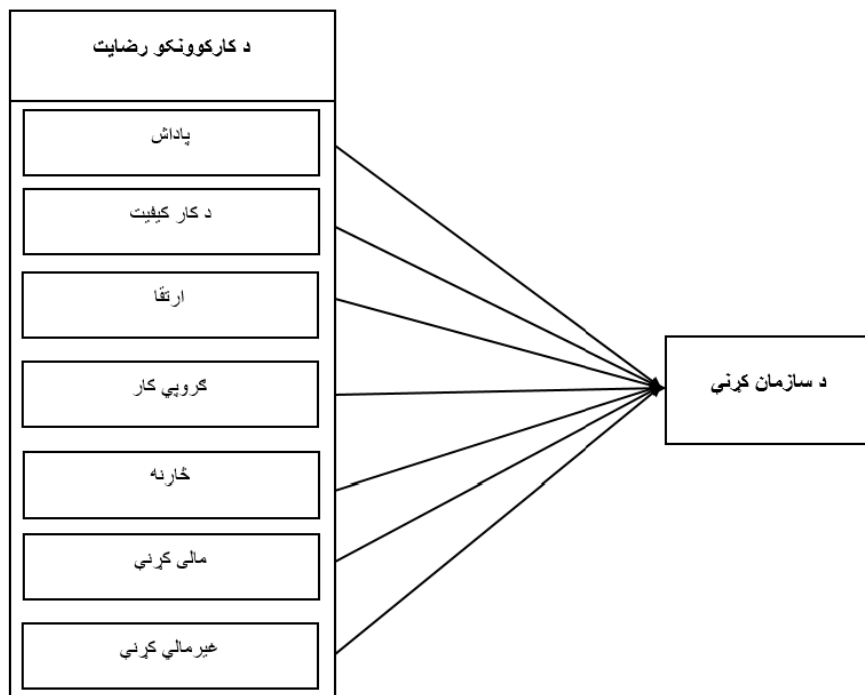 د کارکوونکو رضایت
پاداش
د کار کیفیت
ارتقا
ګروپي کار
څارنه
مالی کړنې
غیرمالي کړنې
د سازمان کړنې